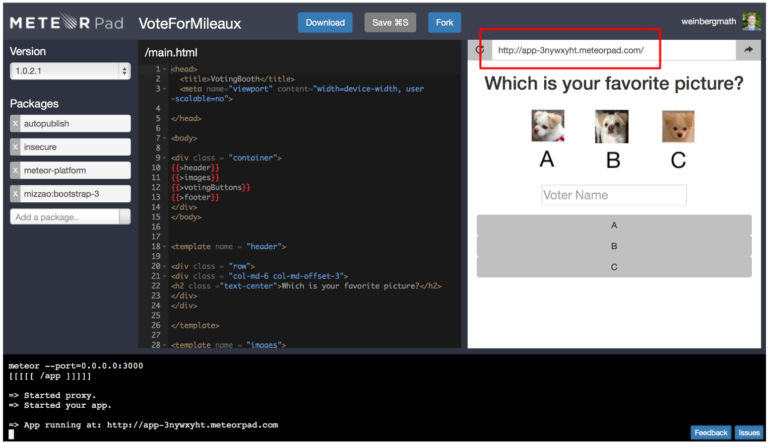 METEOR Pad
VoteForMileaux
Download
Save ⌘S
Fork
weinbergmath
Version
1.0.2.1
Packages
x autopublish
x insecure
x meteor-platform
x mizzao:bootstrap-3
Add a package..
/main.html
1 <head>
2 <title>VotingBooth</title>
3 <meta name="viewport" content="width=device-width, user
-scalable=no">
4
5 </head>
6
7 <body>
8
9 <div class = "container">
10 {{>header}}
11 {{>images}}
12 {{>votingButtons}}
13 {{>footer}}
14 </div>
15 </body>
16
17
18 <template name = "header">
19
20 <div class = "row">
21 <div class = "col-md-6 col-md-offset-3">
22 <h2 class ="text-center">Which is your favorite picture?</h2>
23 </div>
24 </div>
25
26 </template>
27
28 <template name = "images">
http://app-3nywxyht.meteorpad.com/
Which is your favorite picture?
A B C
Voter Name
A
B
C
meteor --port=0.0.0.0:3000
[[[[[ /app ]]]]]
=> Started proxy.
=> Started your app.
=> App running at: http://app-3nywxyht.meteorpad.com
Feedback
Issues